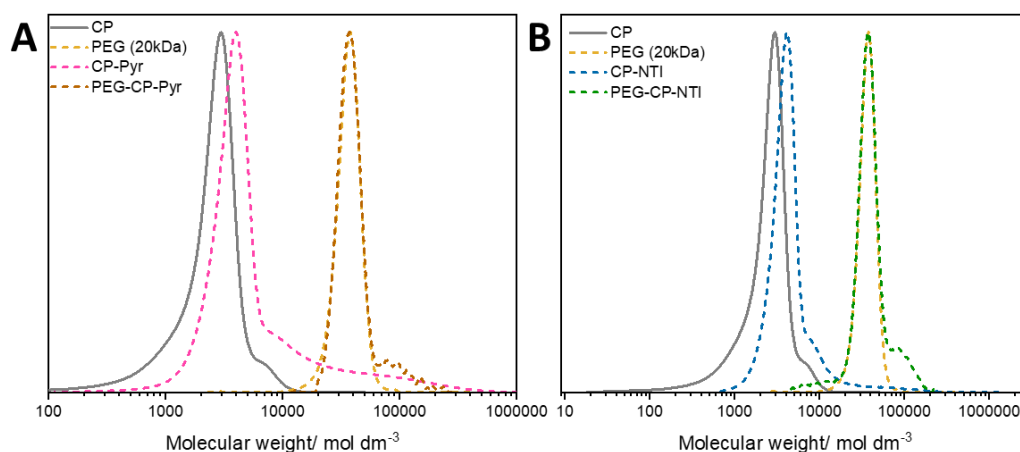 A
CP
PEG (20kDa)
CP-Pyr
PEG-CP-Pyr
100 1000 10000 100000 1000000
Molecular weight/ mol dm-3
B
CP
PEG (20kDa)
CP-NTI
PEG-CP-NTI
10 100 1000 10000 100000 1000000
Molecular weight/ mol dm-3